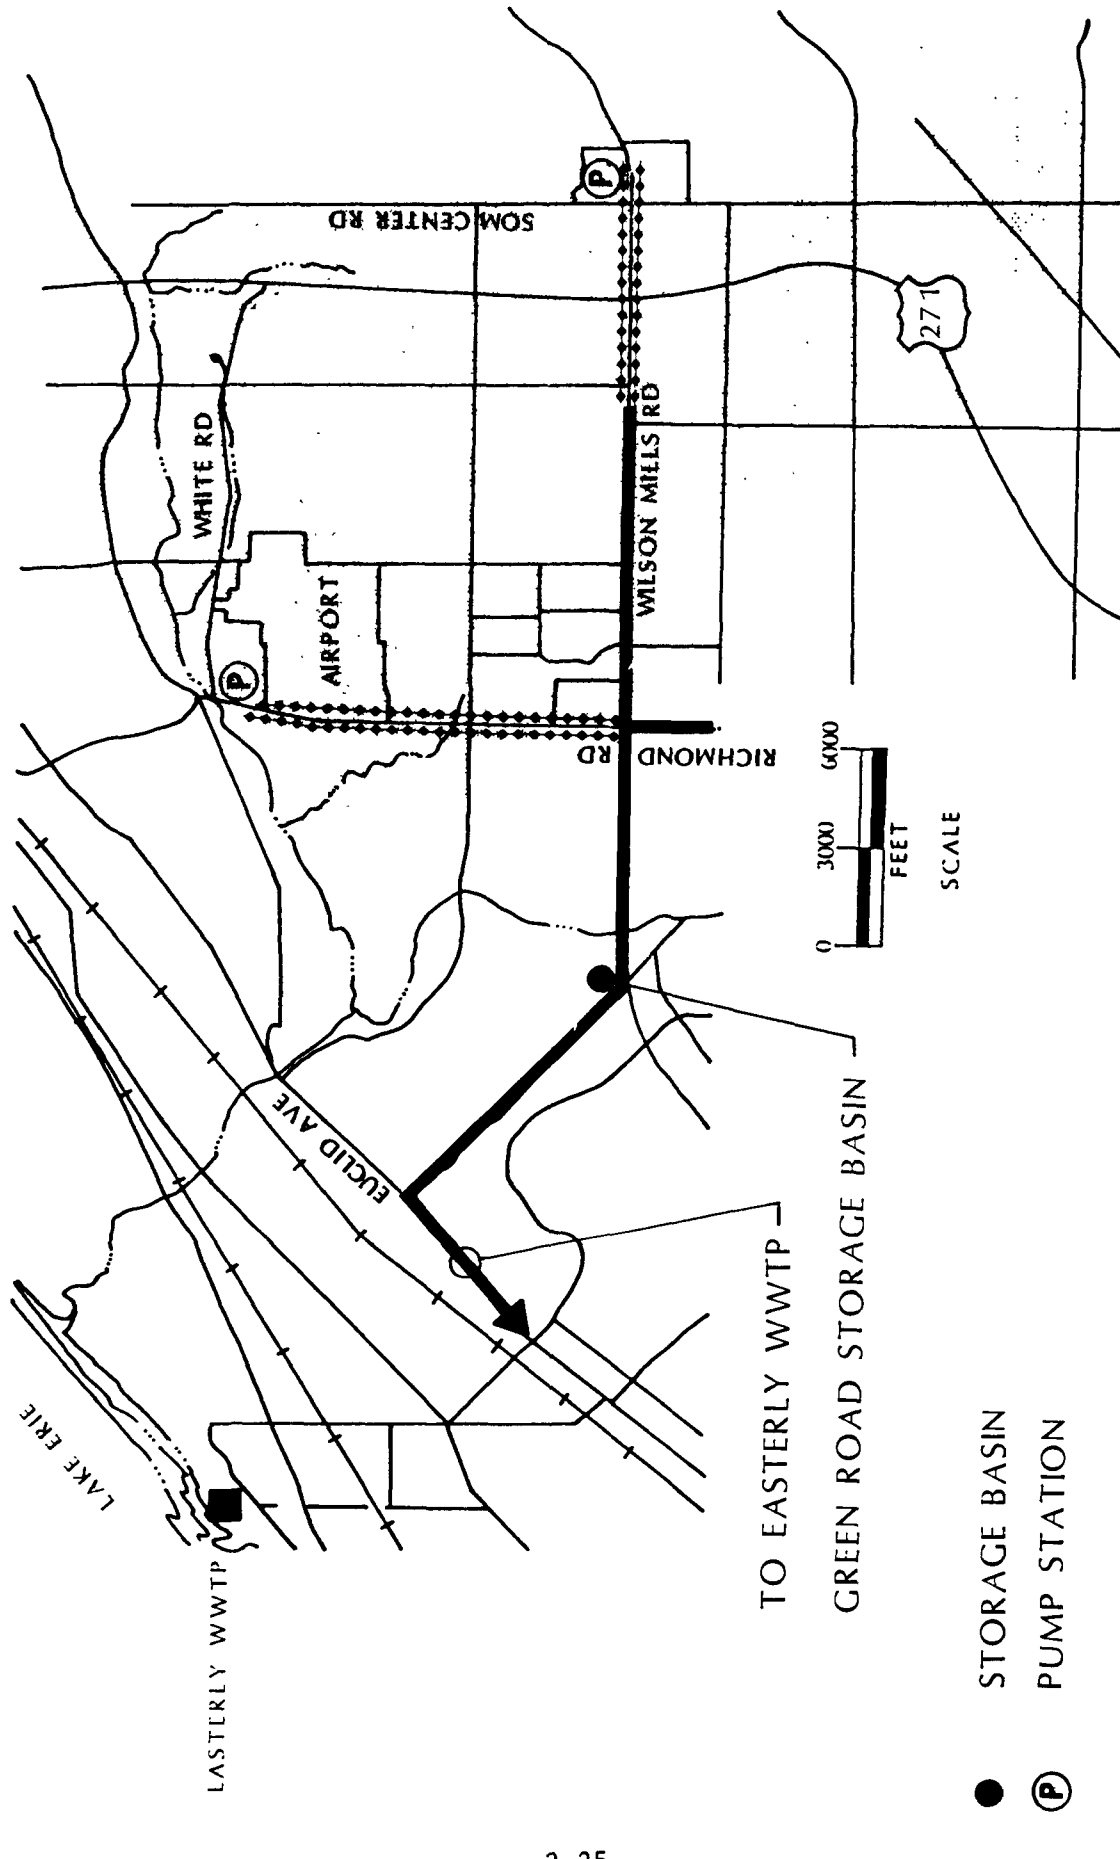 LAKE ERIE
LASTERLY WWTP
EUCLID AVE
WHITE RD
AIRPORT
SOM CENTER RD
P
P
WILSON MILLS RD
RICHMOND RD
271
TO EASTERLY WWTP
GREEN ROAD STORAGE BASIN
0 3000 6000
FEET
SCALE
STORAGE BASIN
P PUMP STATION